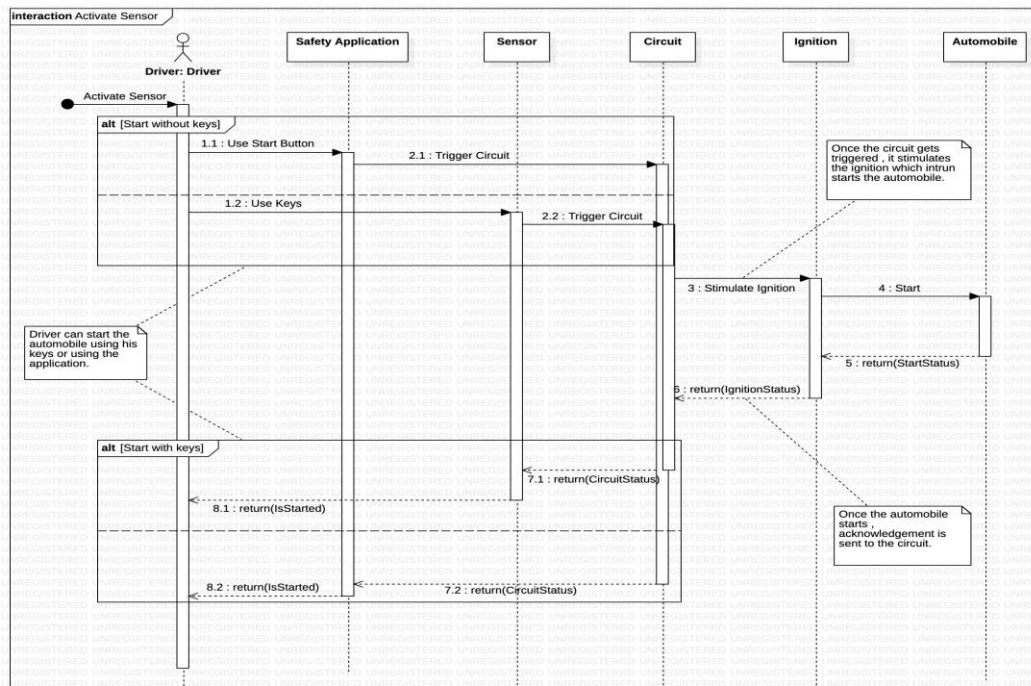 interaction Activate Sensor
Driver: Driver
Safety Application
Sensor
Circuit
Ignition
Automobile
Activate Sensor
alt [Start without keys]
1.1 : Use Start Button
2.1 : Trigger Circuit
Once the circuit gets
triggered , it stimulates
the ignition which intrun
starts the automobile.
1.2 : Use Keys
2.2 : Trigger Circuit
3 : Stimulate Ignition
4 : Start
Driver can start the
automobile using his
keys or using the
application.
5 : return(StartStatus)
6 : return(IgnitionStatus)
alt [Start with keys]
7.1 : return(CircuitStatus)
8.1 : return(IsStarted)
Once the automobile
starts ,
acknowledgement is
sent to the circuit.
8.2 : return(IsStarted)
7.2 : return(CircuitStatus)
UNREGISTERED